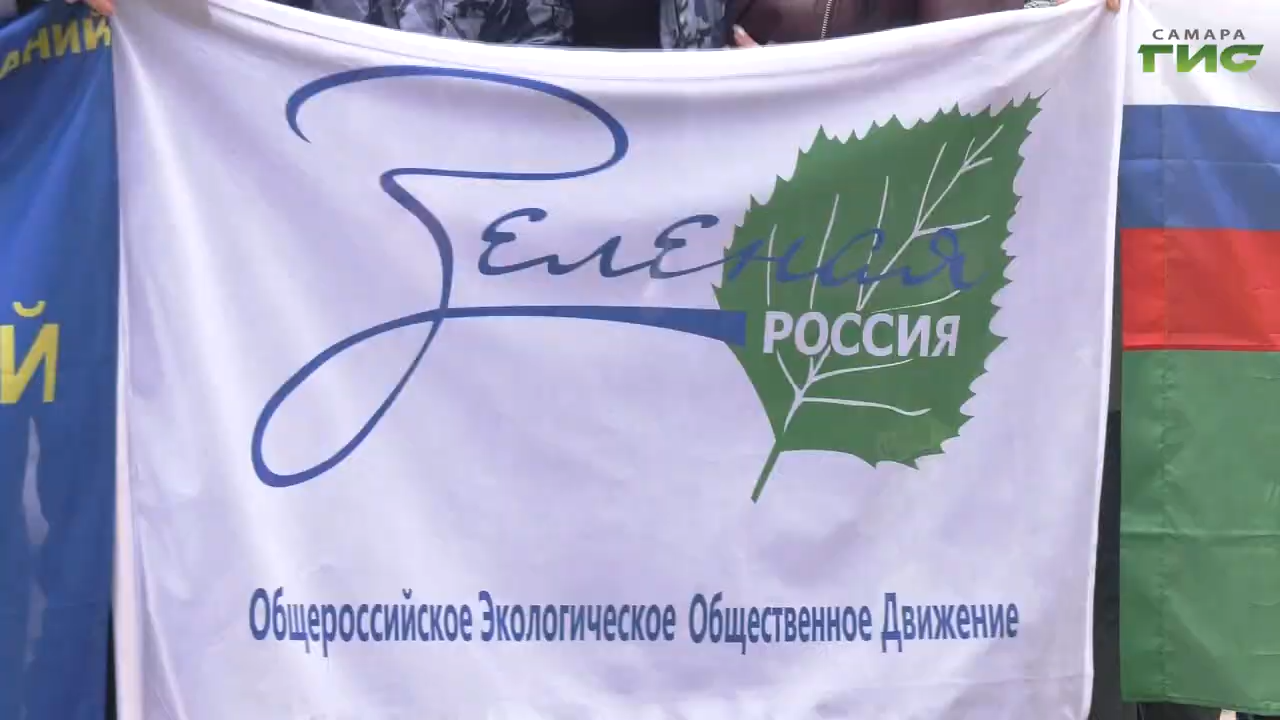 САМАРА
ГИС
Зеленая
РОССИЯ
Общероссийское Экологическое Общественное Движение